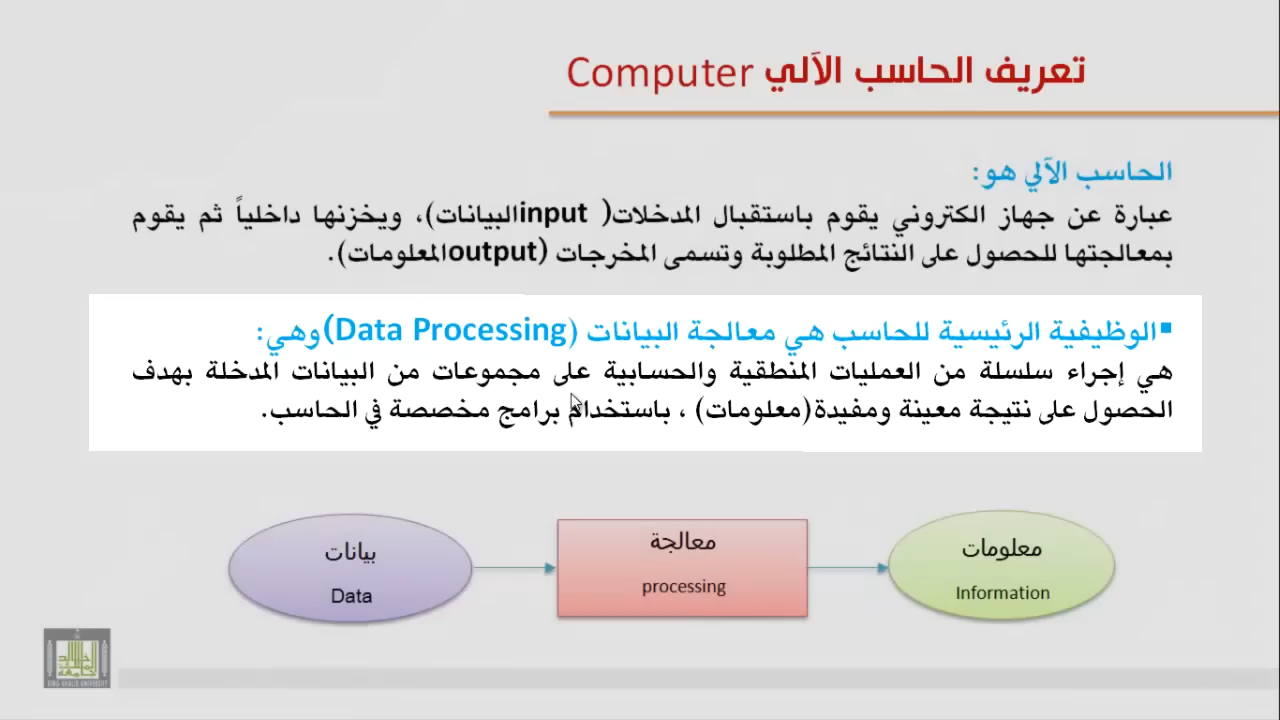 تعريف الحاسب الآلي Computer
الحاسب الآلي هو:
عبارة عن جهاز الكتروني يقوم باستقبال المدخلات( inputالبيانات)، ويخزنها داخلياً ثم يقوم
بمعالجتها للحصول على النتائج المطلوبة وتسمى المخرجات (outputالمعلومات).
▪الوظيفية الرئيسية للحاسب هي معالجة البيانات (Data Processing)وهي:
هي إجراء سلسلة من العمليات المنطقية والحسابية على مجموعات من البيانات المدخلة بهدف
الحصول على نتيجة معينة ومفيدة(معلومات) ، باستخدام برامج مخصصة في الحاسب.
بيانات
Data
معالجة
processing
معلومات
Information
KING KHALID UNIVERSITY